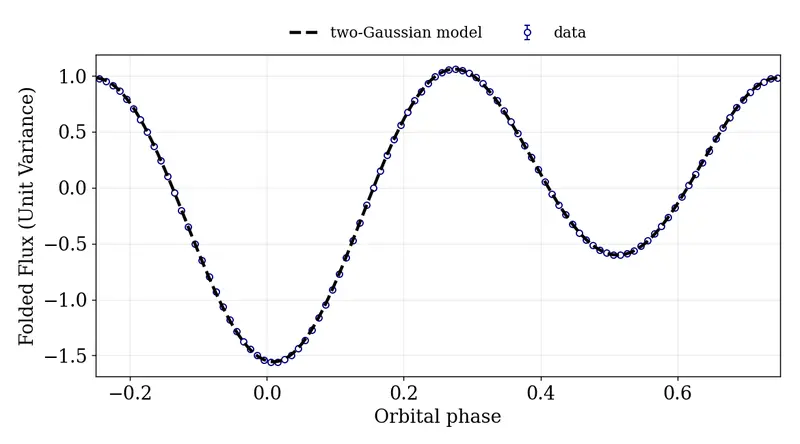 two-Gaussian model
data
Folded Flux (Unit Variance)
1.0
0.5
0.0
−0.5
−1.0
−1.5
−0.2
0.0
0.2
0.4
0.6
Orbital phase